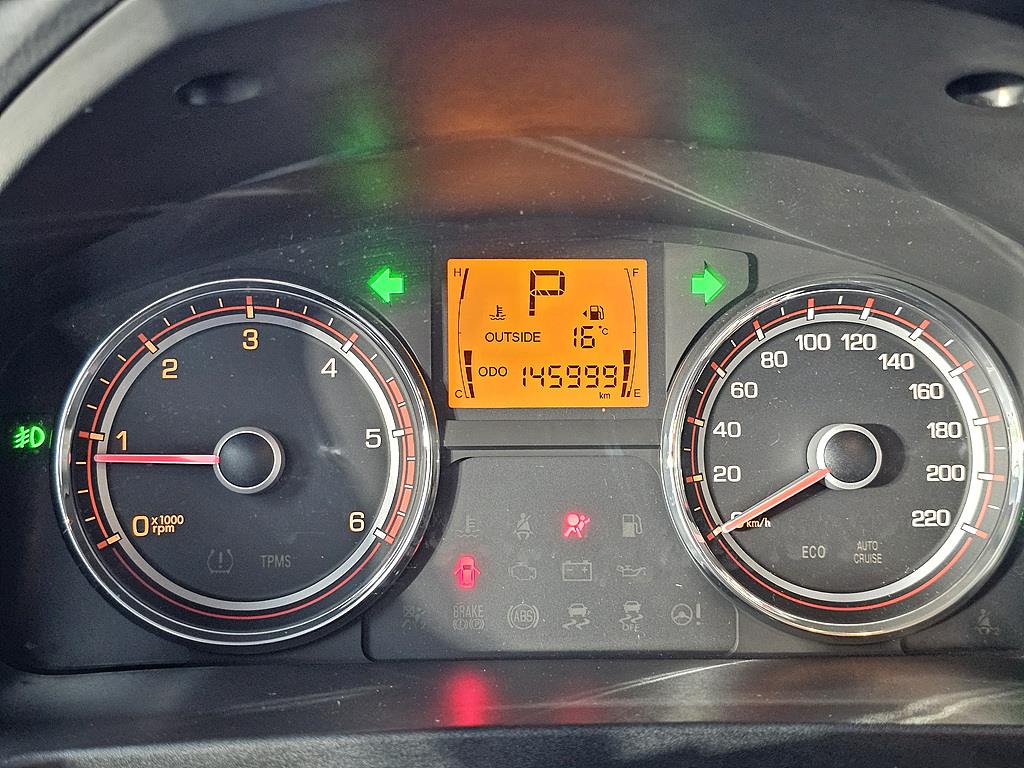 H
P
F
OUTSIDE 16°C
ODO 145999
km
C
E
0
1
2
3
4
5
6
x1000
rpm
TPMS
20
40
60
80
100
120
140
160
180
200
220
km/h
ECO
AUTO
CRUISE
BRAKE
(P)
ABS
OFF